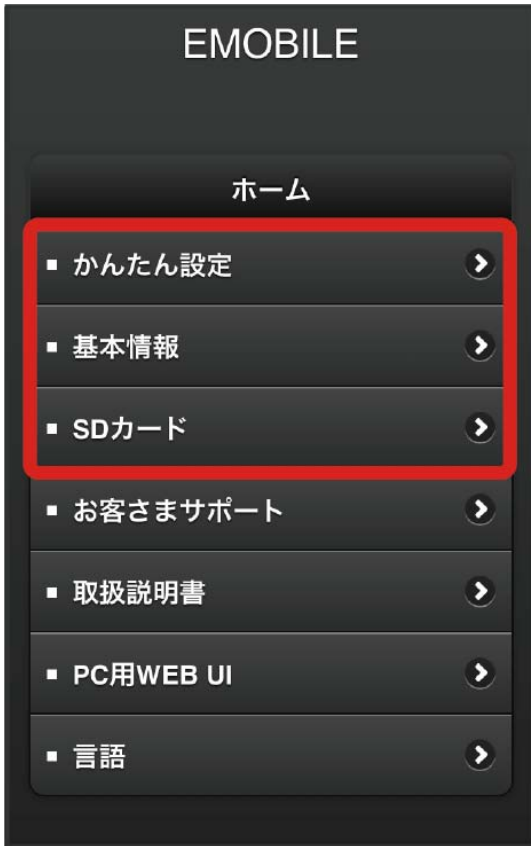 EMOBILE
ホーム
かんたん設定
基本情報
SDカード
お客さまサポート
取扱説明書
PC用WEB UI
言語